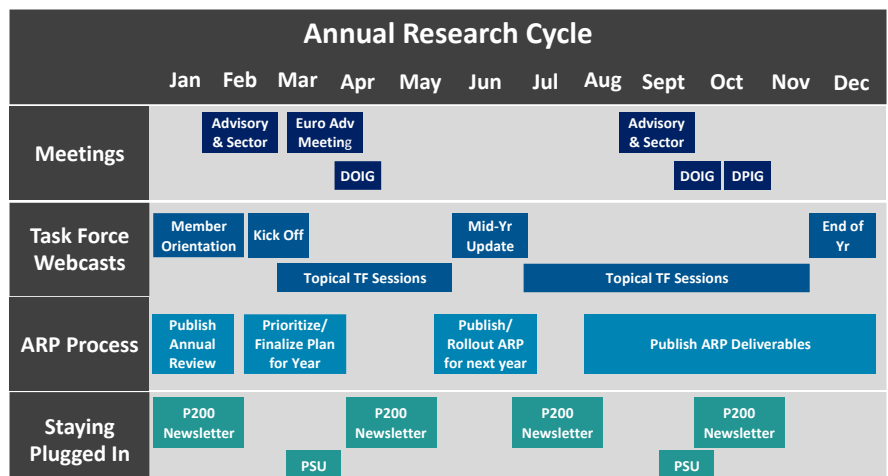 Annual Research Cycle
Jan Feb Mar Apr May Jun Jul Aug Sept Oct Nov Dec
Meetings
Advisory
& Sector
Euro Adv
Meeting
Advisory
& Sector
DOIG
DOIG
DPIG
Task Force
Webcasts
Member
Orientation
Kick Off
Mid-Yr
Update
End of
Yr
Topical TF Sessions
Topical TF Sessions
ARP Process
Publish
Annual
Review
Prioritize/
Finalize Plan
for Year
Publish/
Rollout ARP
for next year
Publish ARP Deliverables
Staying
Plugged In
P200
Newsletter
P200
Newsletter
P200
Newsletter
P200
Newsletter
PSU
PSU